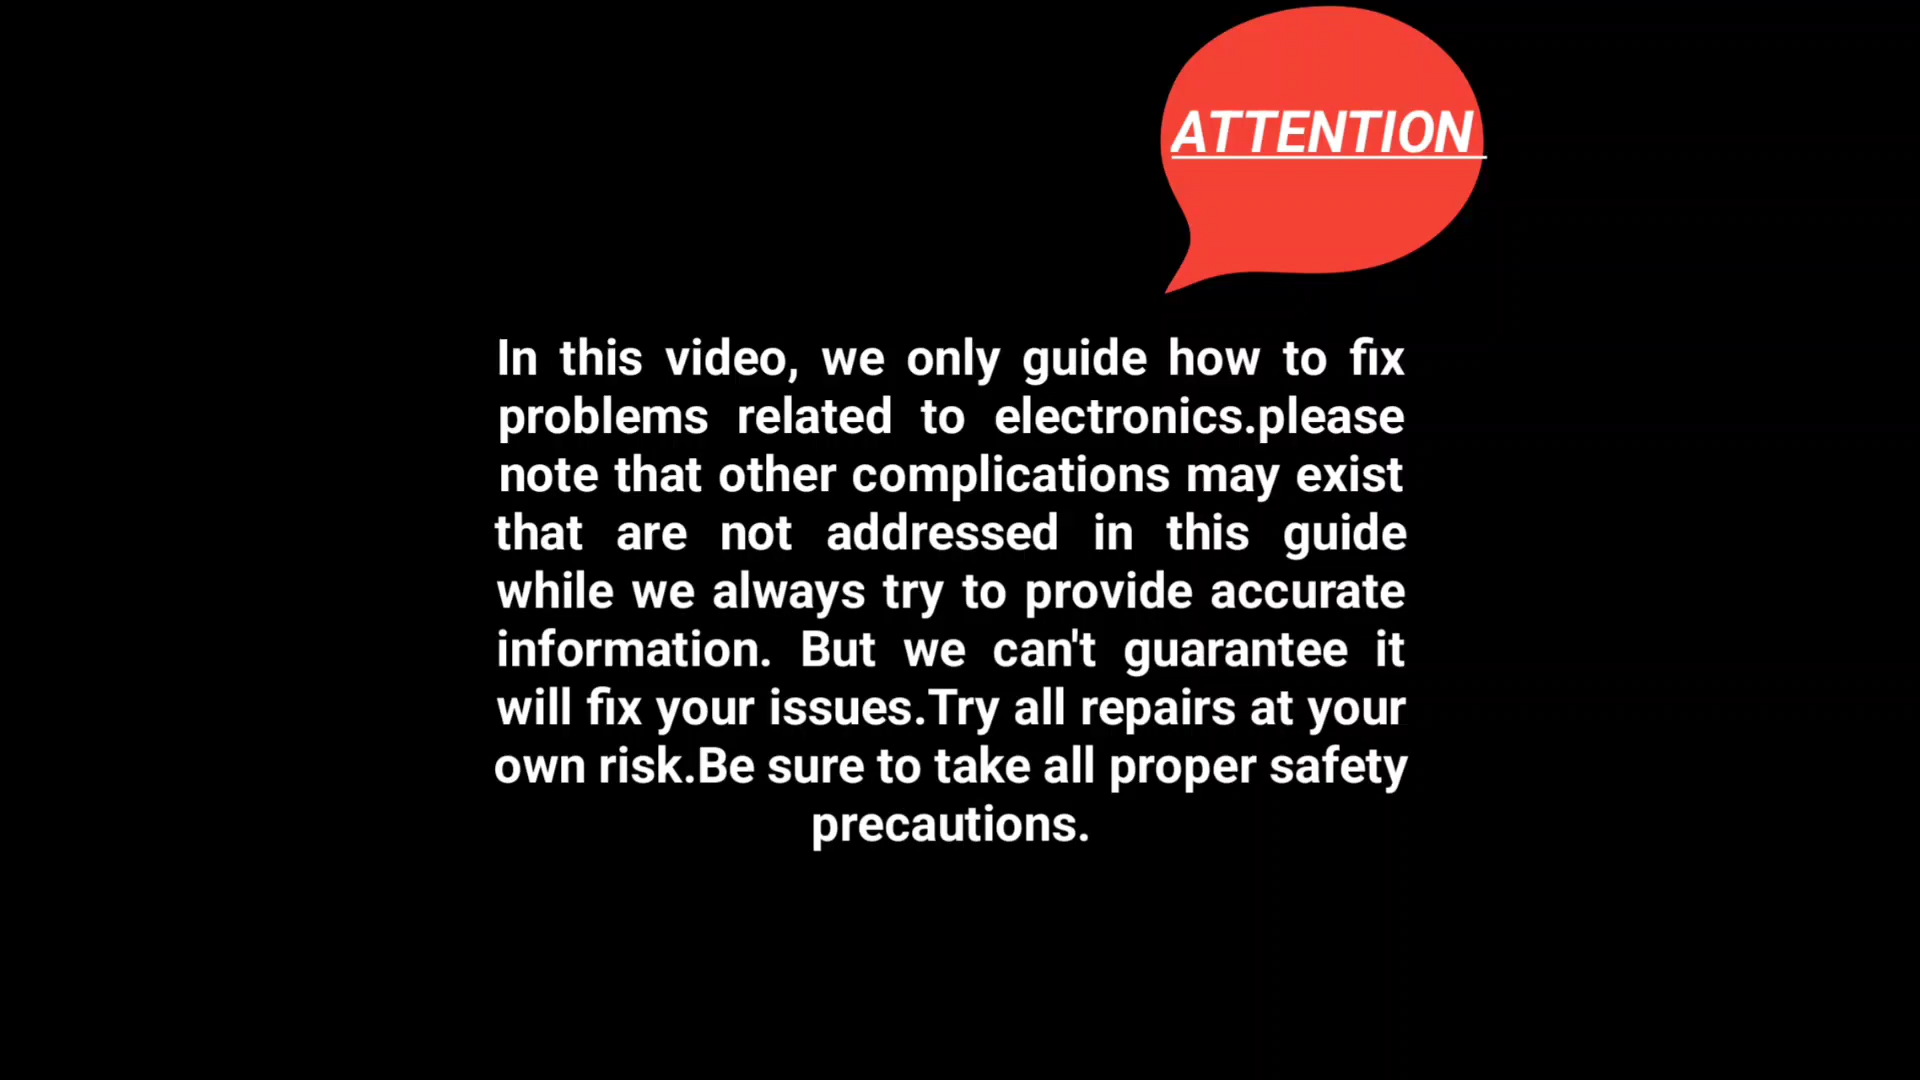 ATTENTION
In this video, we only guide how to fix
problems related to electronics.please
note that other complications may exist
that are not addressed in this guide
while we always try to provide accurate
information. But we can't guarantee it
will fix your issues.Try all repairs at your
own risk.Be sure to take all proper safety
precautions.